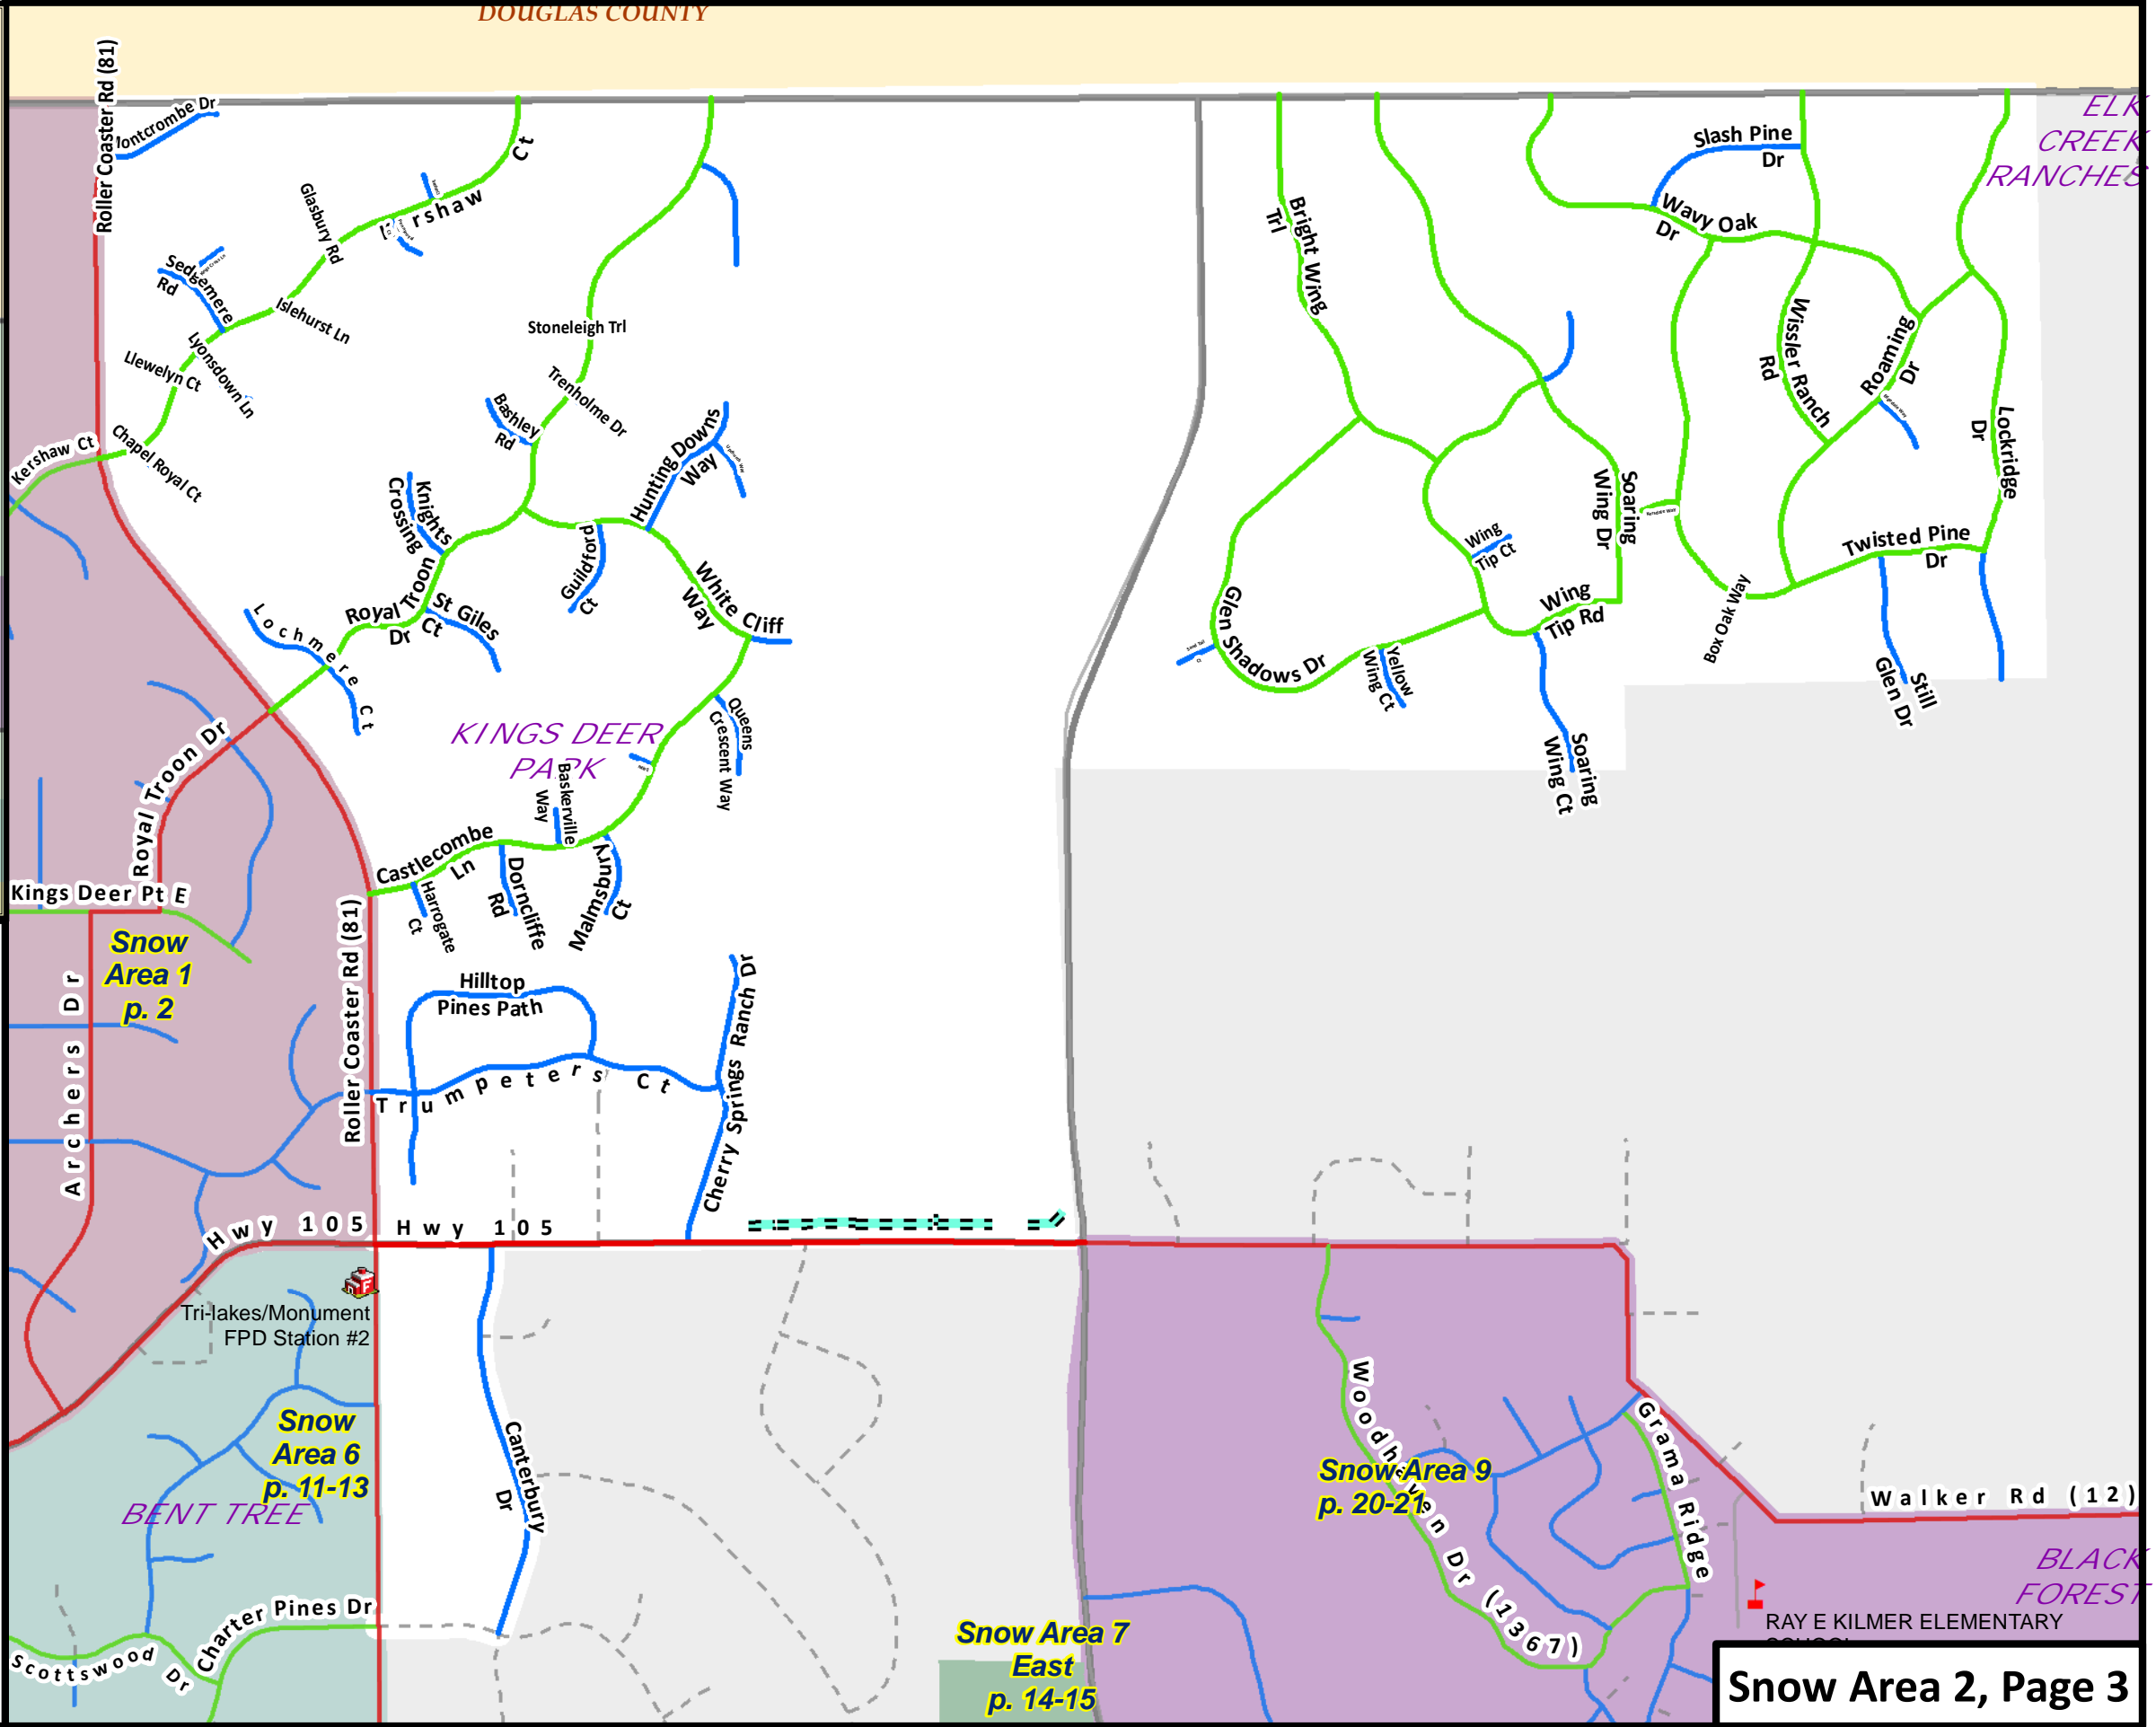 DOUGLAS COUNTY
Roller Coaster Rd (81)
ontcrombe Dr
ELK
CREEK
RANCHES
Ct
rshaw
Glasbury Rd
Sedgemere
Rd
Islehurst Ln
Lyonsdown Ln
Llewelyn Ct
Chapel Royal Ct
Kershaw Ct
Stoneleigh Trl
Trenholme Dr
Bashley
Rd
Hunting Downs
Way
Knights
Crossing
Guildford
Ct
Royal Troon
Dr
St Giles
Ct
White Cliff
Way
Lochmere Ct
Queens
Crescent Way
KINGS DEER
PARK
Baskerville
Way
Castlecombe
Ln
Harrogate
Ct
Dorncliffe
Rd
Malmsbury
Ct
Royal Troon Dr
Kings Deer Pt E
Snow
Area 1
p. 2
Archers Dr
Roller Coaster Rd (81)
Hilltop
Pines Path
Trumpeters Ct
Cherry Springs Ranch Dr
Hwy 105
Hwy 105
Bright Wing
Trl
Slash Pine
Dr
Wavy Oak
Dr
Wissler Ranch
Rd
Roaming
Dr
Lockridge
Dr
Soaring
Wing Dr
Wing
Tip Ct
Wing
Tip Rd
Twisted Pine
Dr
Box Oak Way
Glen Shadows Dr
Yellow
Wing Ct
Still
Glen Dr
Soaring
Wing Ct
Tri-lakes/Monument
FPD Station #2
Snow
Area 6
p. 11-13
BENT TREE
Canterbury
Dr
Charter Pines Dr
Scottswood Dr
Snow Area 7
East
p. 14-15
Woodhaven Dr (1367)
Snow Area 9
p. 20-21
Grama Ridge
Walker Rd (12)
BLACK
FOREST
RAY E KILMER ELEMENTARY
Snow Area 2, Page 3